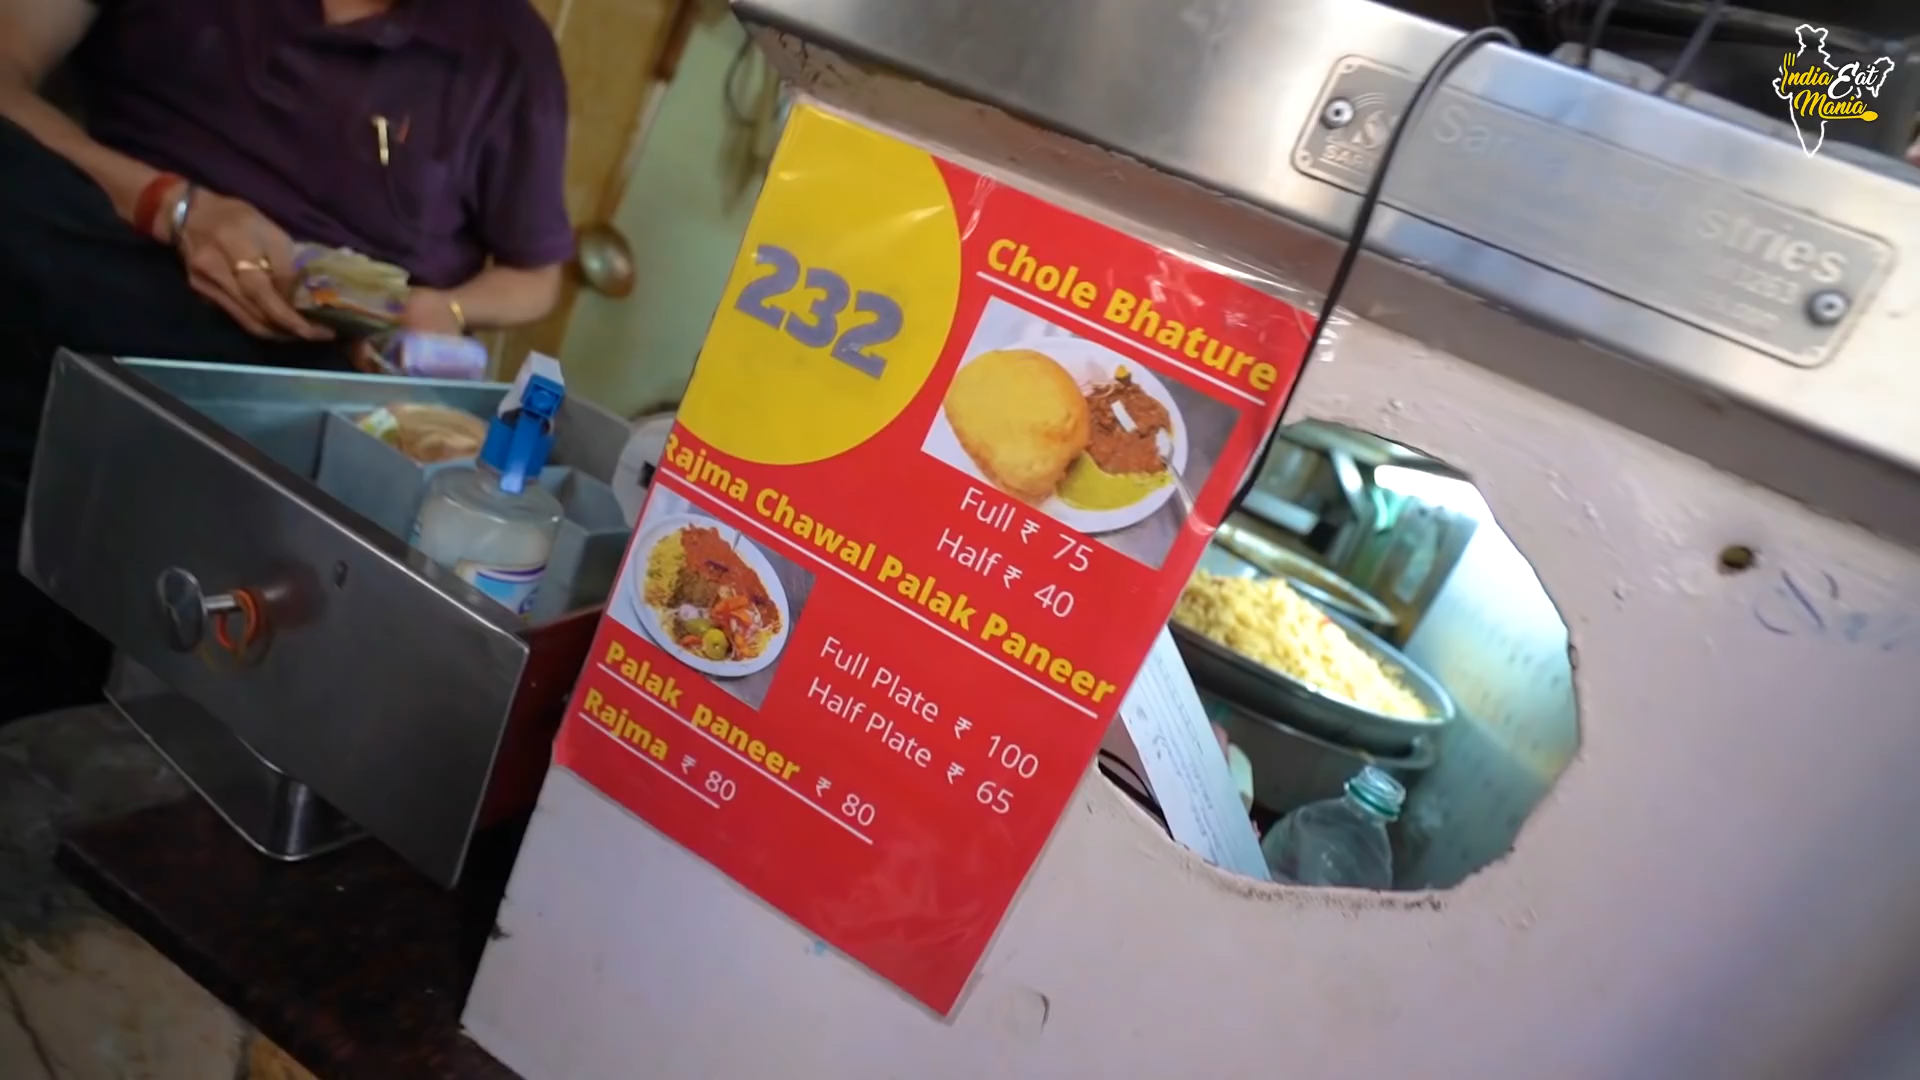 India Eat
Mania
232
Chole Bhature
Full ₹ 75
Half ₹ 40
Rajma Chawal Palak Paneer
Full Plate ₹ 100
Half Plate ₹ 65
Palak paneer ₹ 80
Rajma ₹ 80